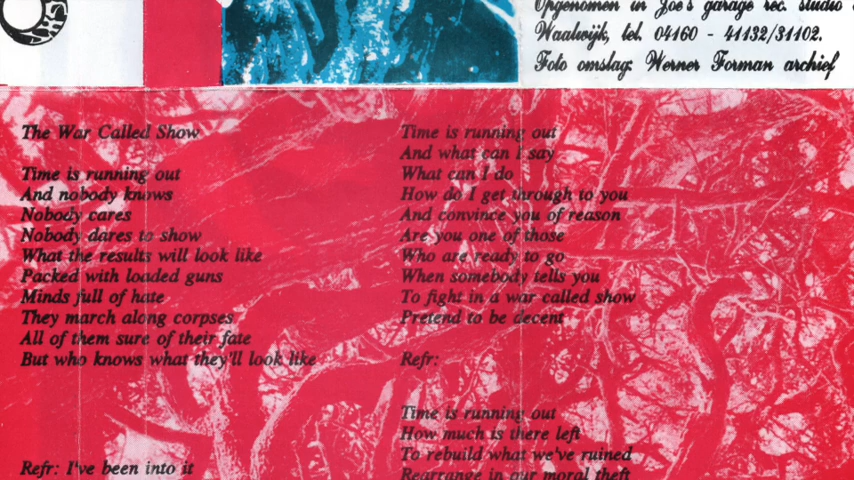 Opgenomen in Joe's garage rec. studio
Waalwijk, tel. 04160 - 41132/31102.
Foto omslag: Werner Forman archief
The War Called Show
Time is running out
And nobody knows
Nobody cares
Nobody dares to show
What the results will look like
Packed with loaded guns
Minds full of hate
They march along corpses
All of them sure of their fate
But who knows what they'll look like
Refr: I've been into it
Time is running out
And what can I say
What can I do
How do I get through to you
And convince you of reason
Are you one of those
Who are ready to go
When somebody tells you
To fight in a war called show
Pretend to be decent
Refr:
Time is running out
How much is there left
To rebuild what we've ruined
Rearrange in our moral theft